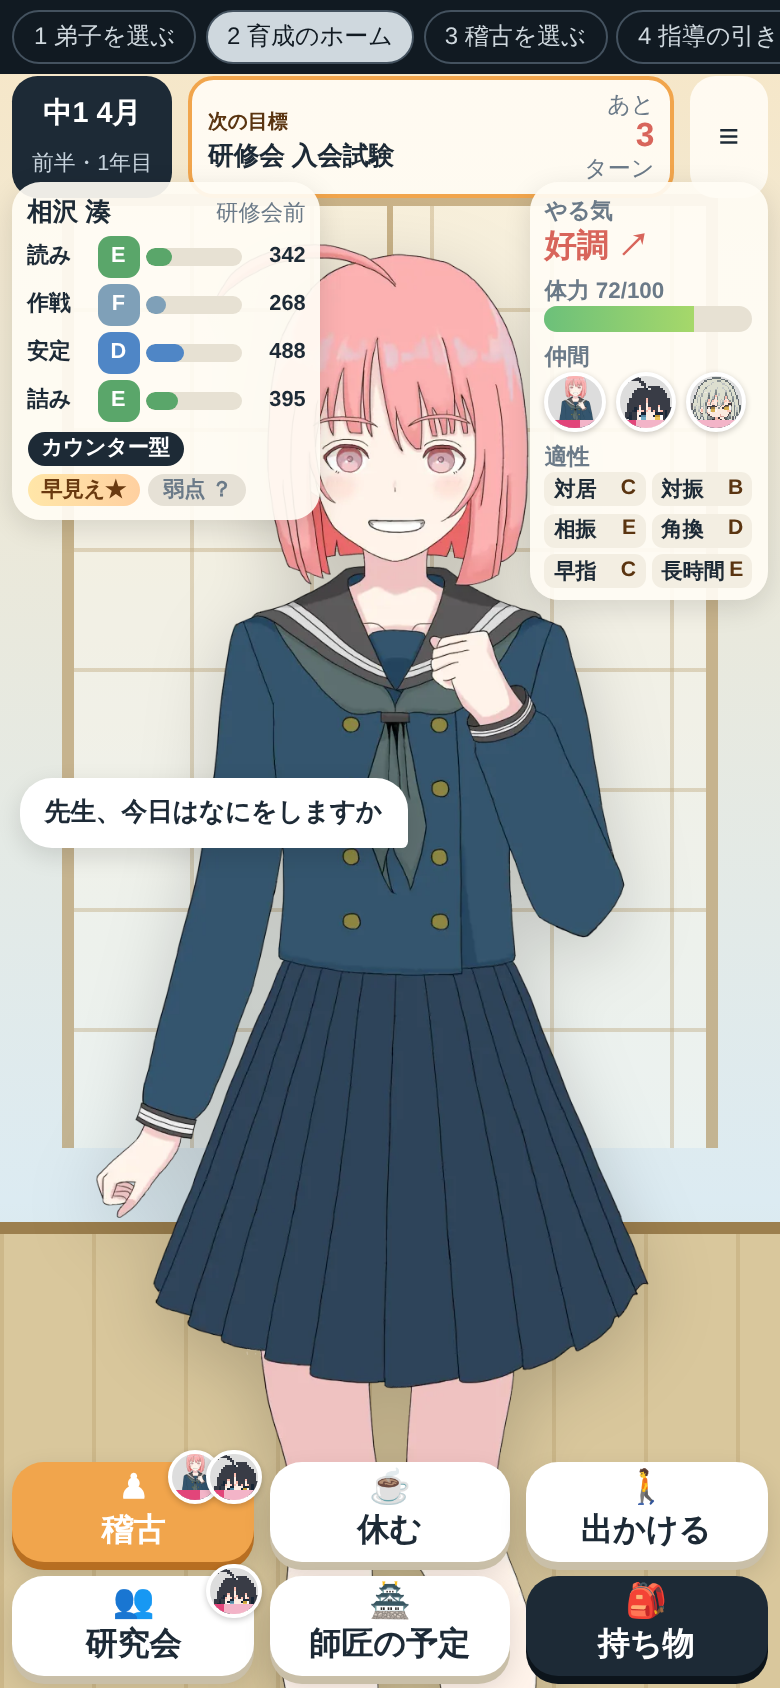 1 弟子を選ぶ
2 育成のホーム
3 稽古を選ぶ
4 指導の引き
中1 4月
前半・1年目
次の目標
研修会 入会試験
あと
3
ターン
≡
相沢 湊
研修会前
読み E 342
作戦 F 268
安定 D 488
詰み E 395
カウンター型
早見え★
弱点 ？
やる気
好調 ↗
体力 72/100
仲間
適性
対居 C
対振 B
相振 E
角換 D
早指 C
長時間 E
先生、今日はなにをしますか
稽古
休む
出かける
研究会
師匠の予定
持ち物